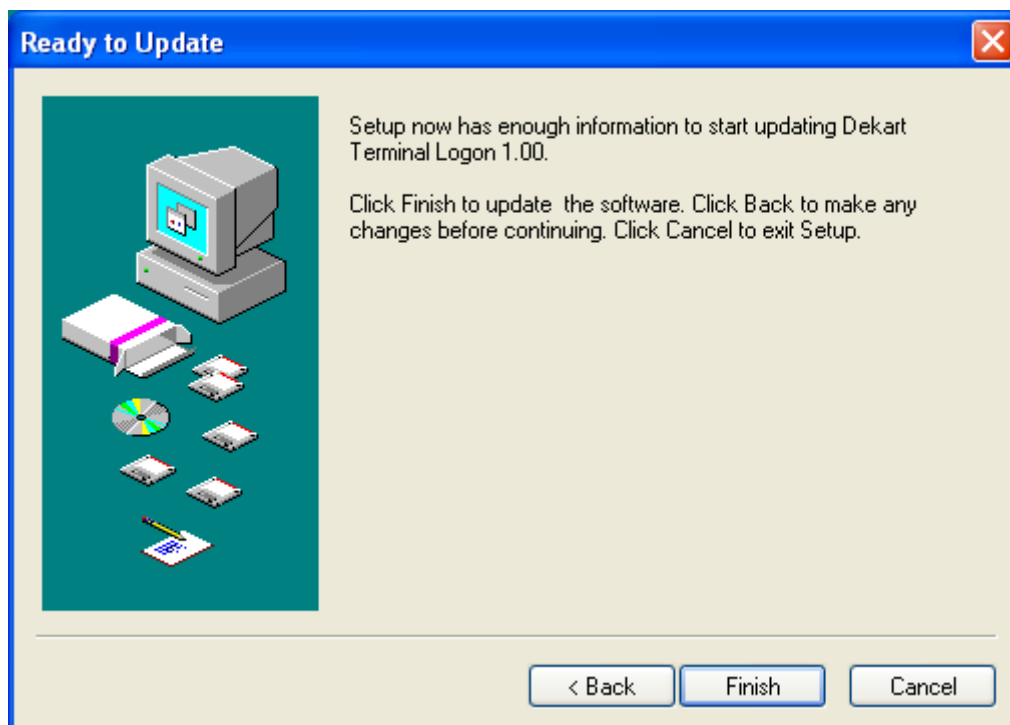 Ready to Update
Setup now has enough information to start updating Dekart
Terminal Logon 1.00.
Click Finish to update  the software. Click Back to make any
changes before continuing. Click Cancel to exit Setup.
< Back
Finish
Cancel